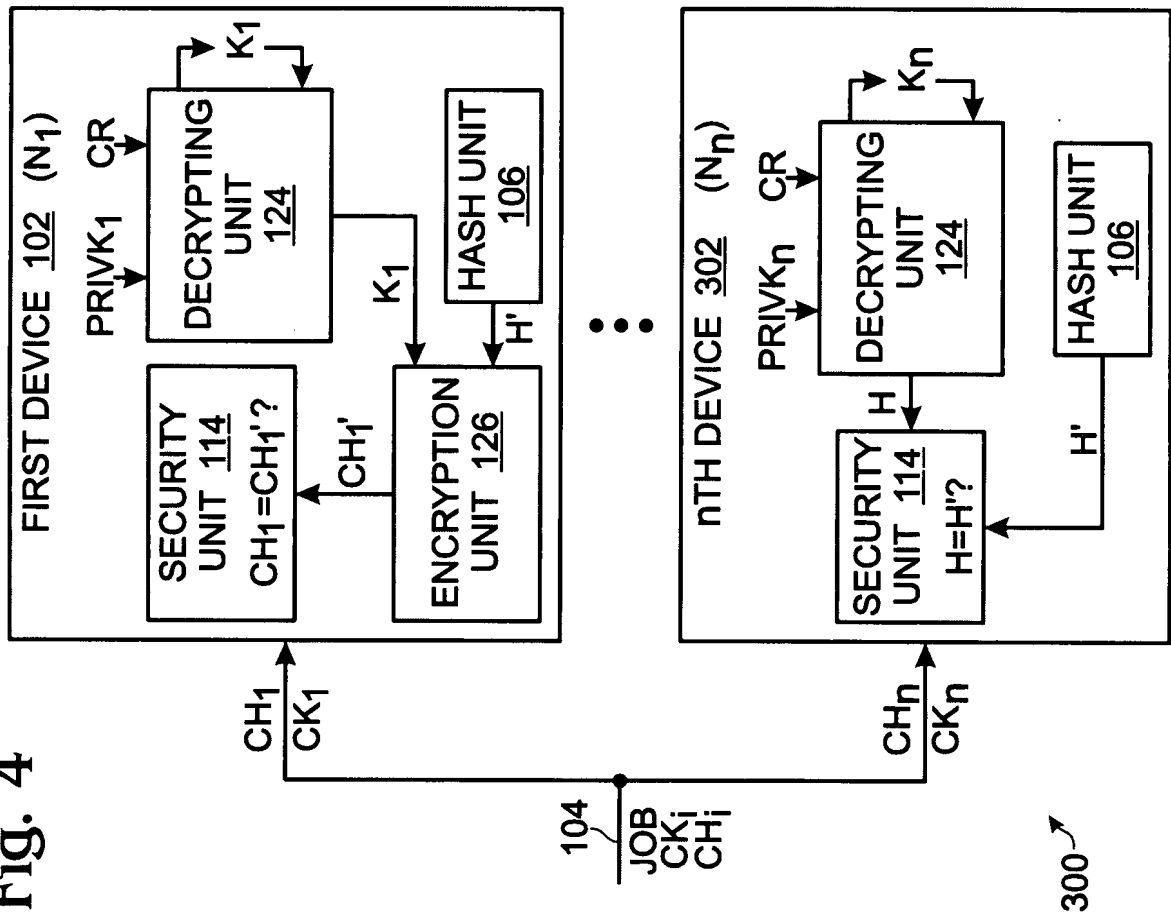 Fig. 4
FIRST DEVICE 102 (N1)
PRIVK1
CR
SECURITY
UNIT 114
CH1=CH1'?
DECRYPTING
UNIT
124
K1
CH1'
K1
ENCRYPTION
UNIT 126
H'
HASH UNIT
106
CH1
CK1
104
JOB
CKi
CHi
CHn
CKn
nTH DEVICE 302 (Nn)
PRIVKn
CR
SECURITY
UNIT 114
H=H'?
H
DECRYPTING
UNIT
124
Kn
H'
HASH UNIT
106
300